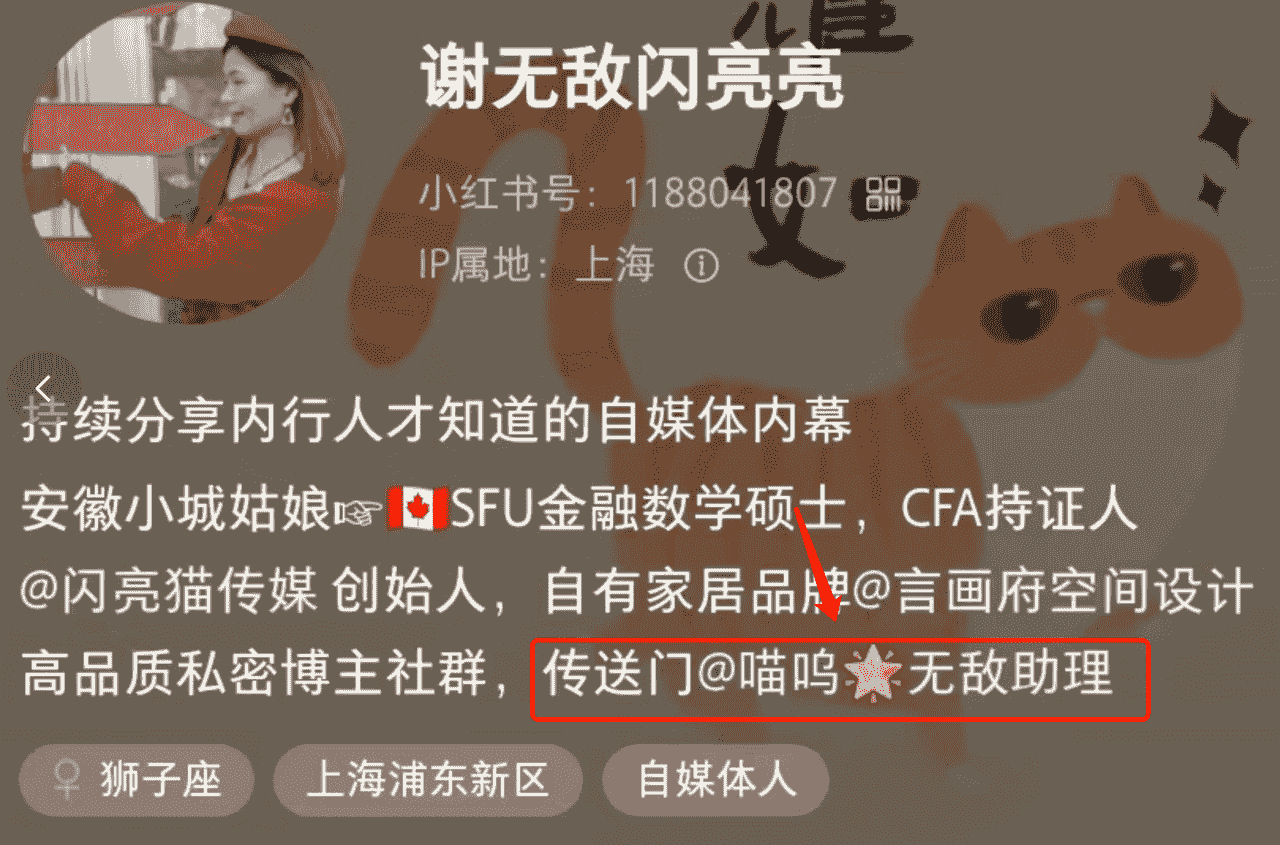 谢无敌闪亮亮
小红书号：1188041807
IP属地：上海
持续分享内行人才知道的自媒体内幕
安徽小城姑娘👉🇨🇦SFU金融数学硕士，CFA持证人
@闪亮猫传媒 创始人，自有家居品牌@言画府空间设计
高品质私密博主社群，传送门@喵呜🌟无敌助理
♀ 狮子座
上海浦东新区
自媒体人